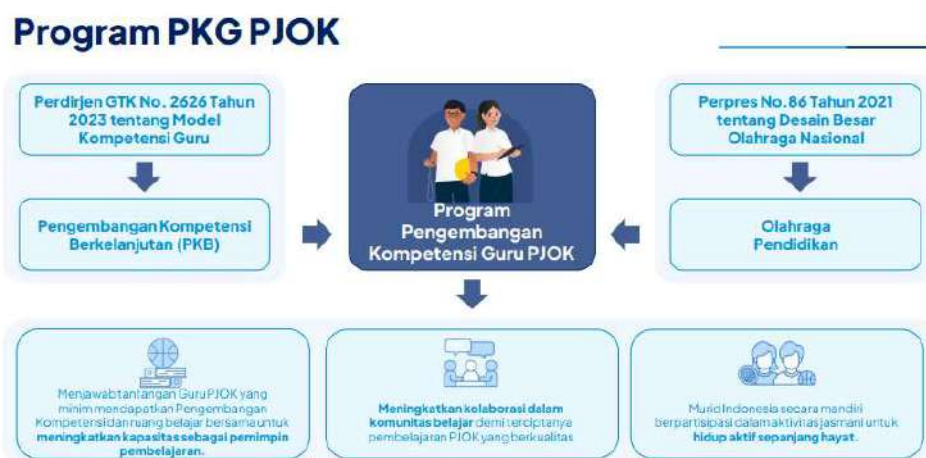 Program PKG PJOK
Perdirjen GTK No. 2626 Tahun
2023 tentang Model
Kompetensi Guru
Pengembangan Kompetensi
Berkelanjutan (PKB)
Program
Pengembangan
Kompetensi Guru PJOK
Perpres No.86 Tahun 2021
tentang Desain Besar
Olahraga Nasional
Olahraga
Pendidikan
Menjawab tantangan Guru PJOK yang
minim mendapatkan Pengembangan
Kompetensi dan ruang belajar bersama untuk
meningkatkan kapasitas sebagai pemimpin
pembelajaran.
Meningkatkan kolaborasi dalam
komunitas belajar demi terciptanya
pembelajaran PJOK yang berkualitas
Murid Indonesia secara mandiri
berpartisipasi dalam aktivitas jasmani untuk
hidup aktif sepanjang hayat.